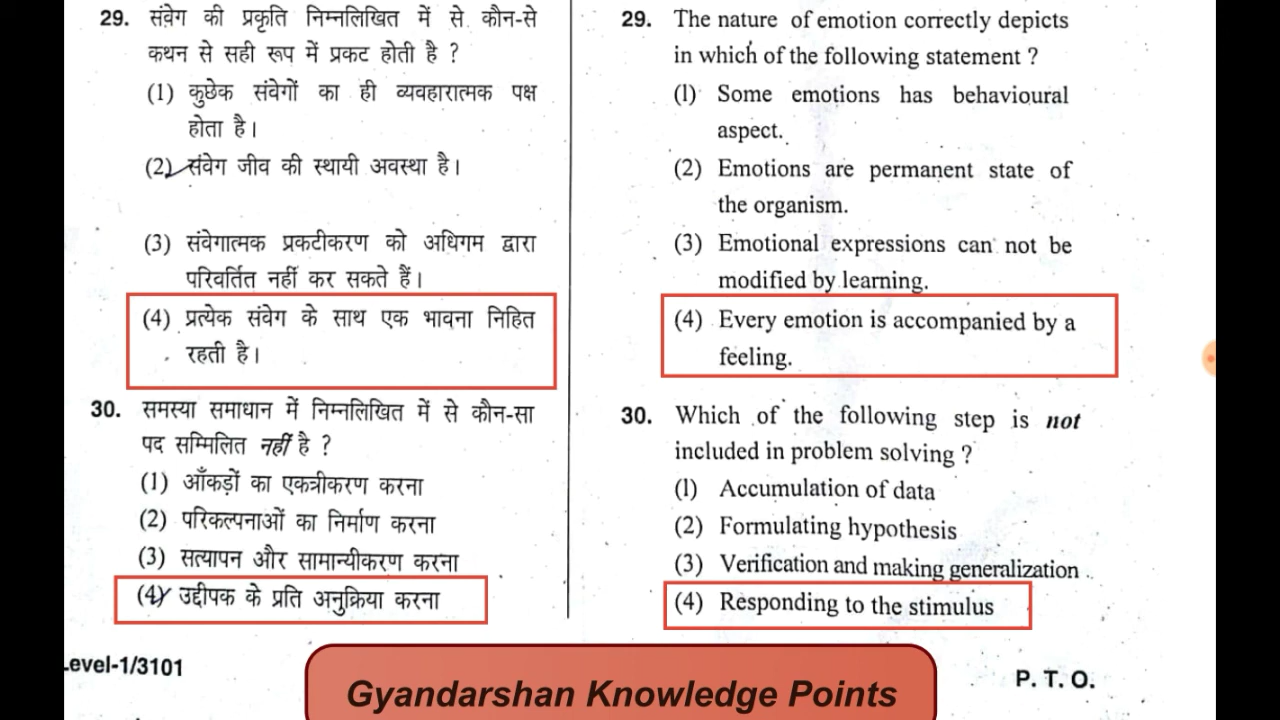 29. संवेग की प्रकृति निम्नलिखित में से कौन-से
कथन से सही रूप में प्रकट होती है ?
(1) कुछेक संवेगों का ही व्यवहारात्मक पक्ष
होता है।
(2) संवेग जीव की स्थायी अवस्था है।
(3) संवेगात्मक प्रकटीकरण को अधिगम द्वारा
परिवर्तित नहीं कर सकते हैं।
(4) प्रत्येक संवेग के साथ एक भावना निहित
रहती है।
30. समस्या समाधान में निम्नलिखित में से कौन-सा
पद सम्मिलित नहीं है ?
(1) आँकड़ों का एकत्रीकरण करना
(2) परिकल्पनाओं का निर्माण करना
(3) सत्यापन और सामान्यीकरण करना
(4) उद्दीपक के प्रति अनुक्रिया करना
29. The nature of emotion correctly depicts
in which of the following statement ?
(1) Some emotions has behavioural
aspect.
(2) Emotions are permanent state of
the organism.
(3) Emotional expressions can not be
modified by learning.
(4) Every emotion is accompanied by a
feeling.
30. Which of the following step is not
included in problem solving ?
(1) Accumulation of data
(2) Formulating hypothesis
(3) Verification and making generalization
(4) Responding to the stimulus
Level-1/3101
P. T. O.
Gyandarshan Knowledge Points